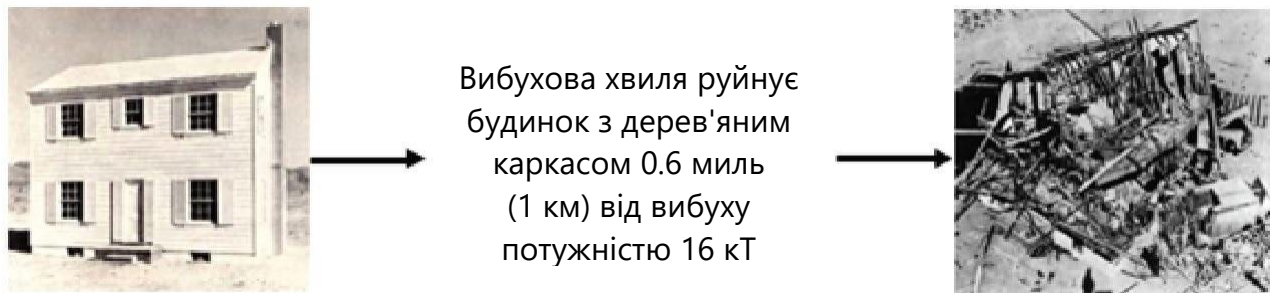 Вибухова хвиля руйнує
будинок з дерев'яним
каркасом 0.6 миль
(1 км) від вибуху
потужністю 16 кТ